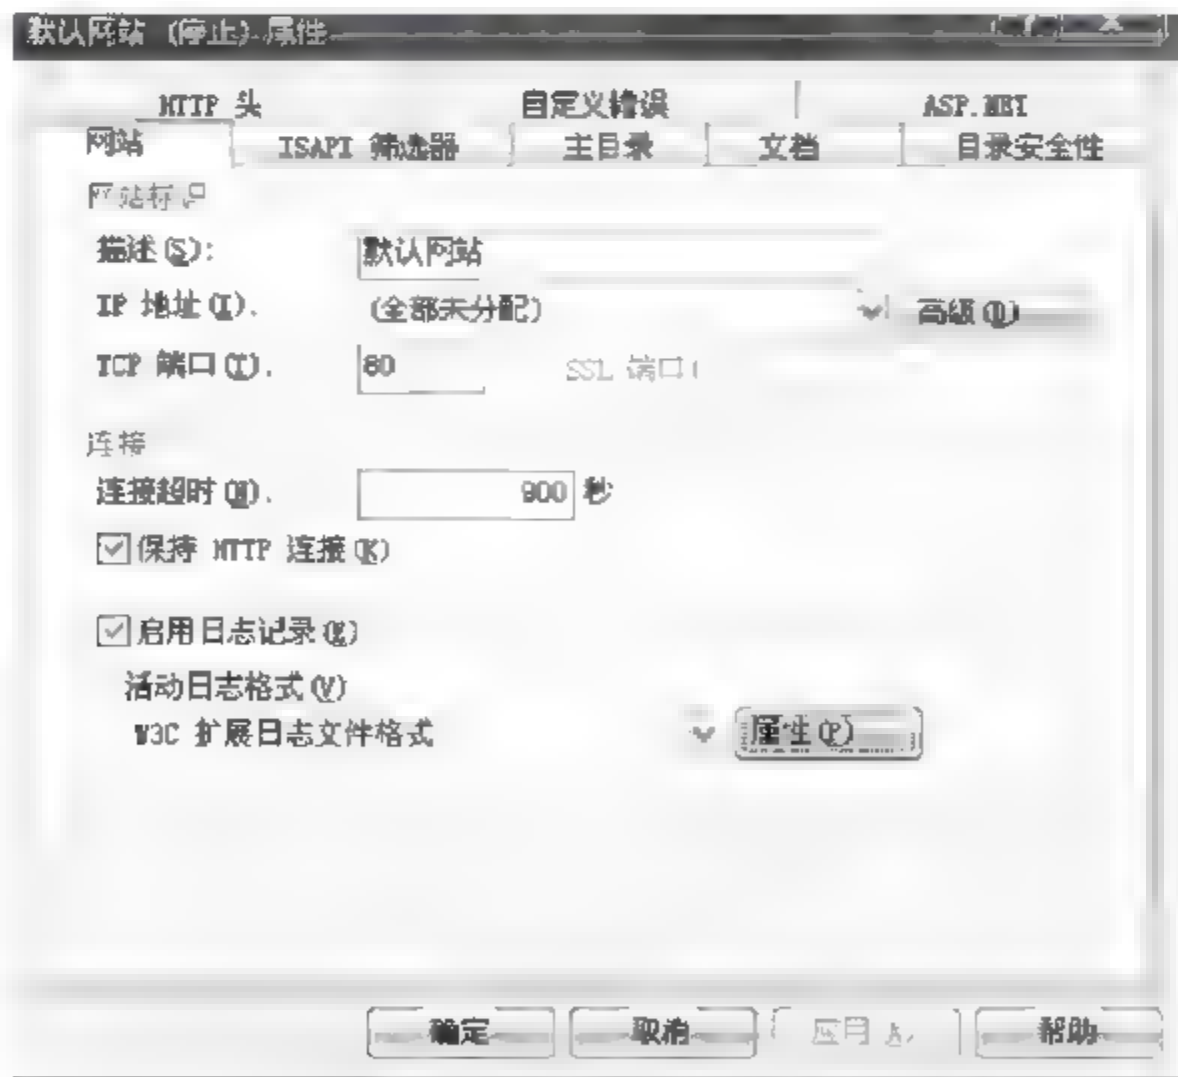 默认网站 (停止) 属性
HTTP 头 自定义错误 ASP.NET
网站 ISAPI 筛选器 主目录 文档 目录安全性
网站标识
描述(S): 默认网站
IP 地址(I): (全部未分配) 高级(D)
TCP 端口(T): 80 SSL 端口(
连接
连接超时(N): 900 秒
保持 HTTP 连接(K)
启用日志记录(E)
活动日志格式(V)
W3C 扩展日志文件格式 属性(P)
确定 取消 应用 A 帮助